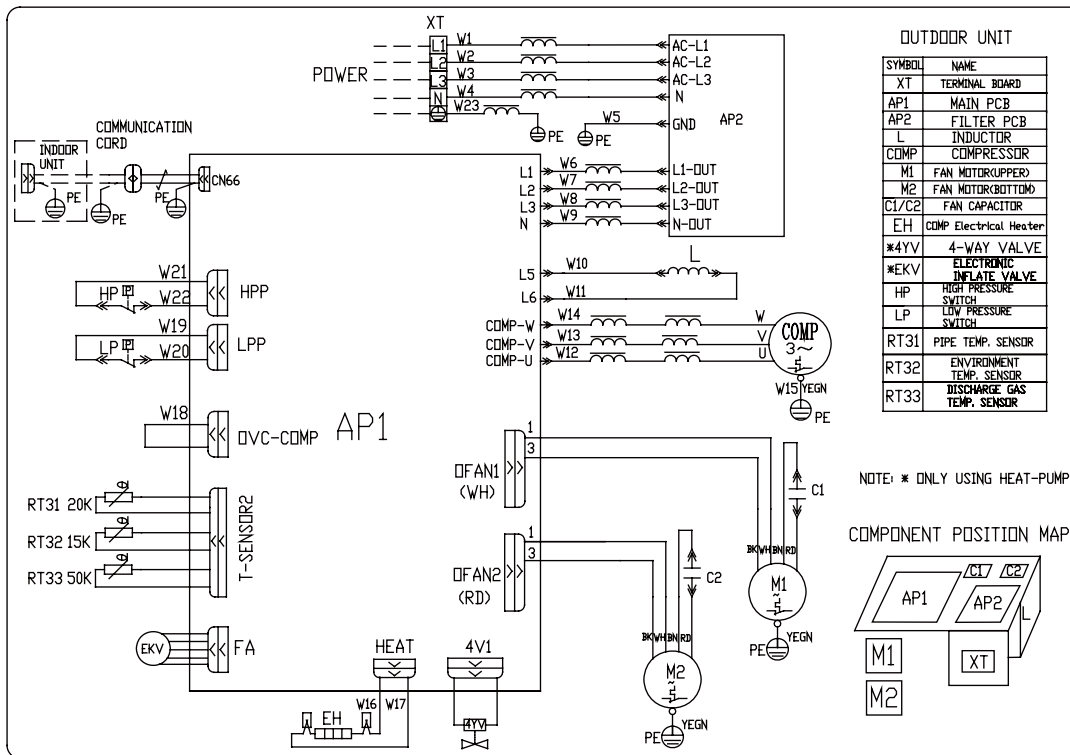 XT
POWER
L1
L2
L3
N
W1
W2
W3
W4
W23
PE
W5
PE
AC-L1
AC-L2
AC-L3
N
GND
AP2
L1-OUT
L2-OUT
L3-OUT
N-OUT
COMMUNICATION
CORD
INDOOR
UNIT
PE
PE
PE
CN66
L1
L2
L3
N
W6
W7
W8
W9
L
L5
L6
W10
W11
COMP-W
COMP-V
COMP-U
W14
W13
W12
W
V
U
COMP
3~
W15
YEGN
PE
W21
HP
P
W22
HPP
W19
LP
P
W20
LPP
W18
OVC-COMP
AP1
RT31 20K
RT32 15K
RT33 50K
θ
θ
θ
T-SENSOR2
EKV
FA
HEAT
4V1
W16
W17
EH
4YV
OFAN1
(WH)
1
3
OFAN2
(RD)
1
3
C1
BK WH BN RD
M1
~
YEGN
PE
C2
BK WH BN RD
M2
~
YEGN
PE
OUTDOOR UNIT
SYMBOL NAME
XT TERMINAL BOARD
AP1 MAIN PCB
AP2 FILTER PCB
L INDUCTOR
COMP COMPRESSOR
M1 FAN MOTOR(UPPER)
M2 FAN MOTOR(BOTTOM)
C1/C2 FAN CAPACITOR
EH COMP Electrical Heater
*4YV 4-WAY VALVE
*EKV ELECTRONIC
INFLATE VALVE
HP HIGH PRESSURE
SWITCH
LP LOW PRESSURE
SWITCH
RT31 PIPE TEMP. SENSOR
RT32 ENVIRONMENT
TEMP. SENSOR
RT33 DISCHARGE GAS
TEMP. SENSOR
NOTE: * ONLY USING HEAT-PUMP
COMPONENT POSITION MAP
C1
C2
AP1
AP2
L
XT
M1
M2